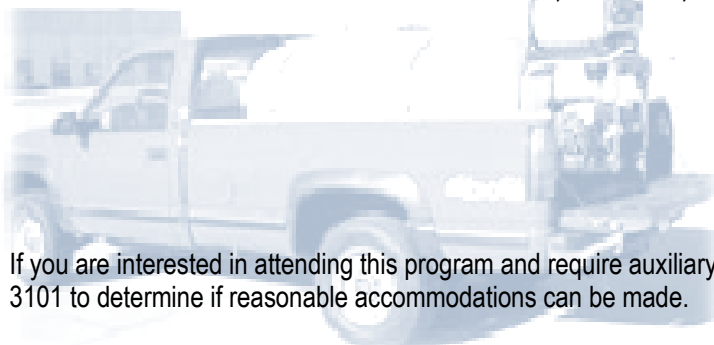 If you are interested in attending this program and require auxiliary
3101 to determine if reasonable accommodations can be made.